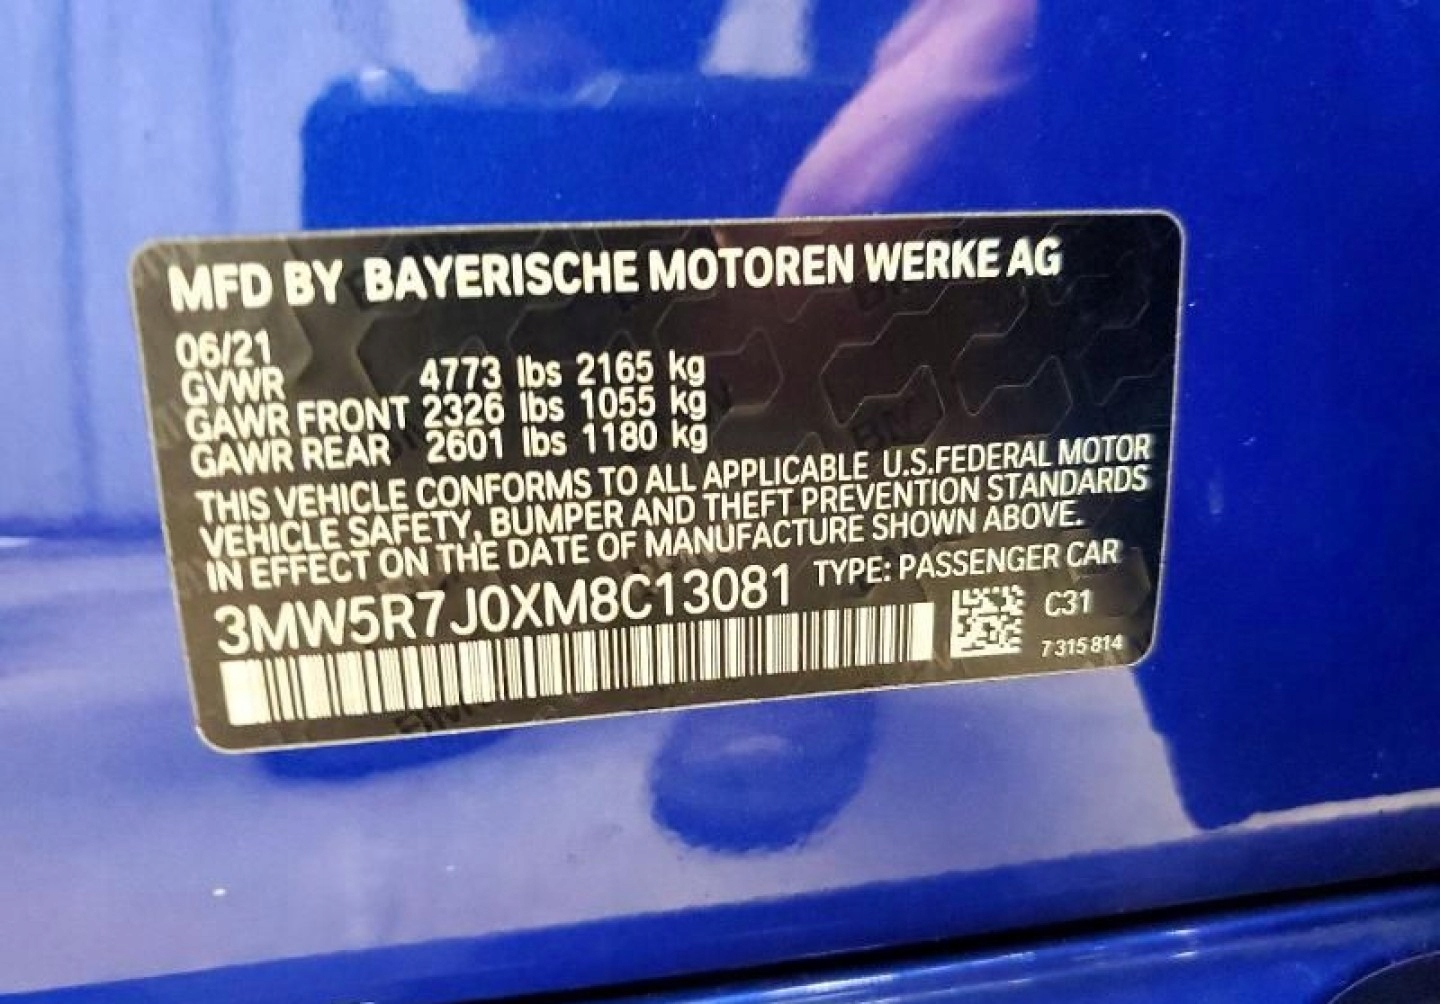 MFD BY BAYERISCHE MOTOREN WERKE AG
06/21
GVWR 4773 lbs 2165 kg
GAWR FRONT 2326 lbs 1055 kg
GAWR REAR 2601 lbs 1180 kg
THIS VEHICLE CONFORMS TO ALL APPLICABLE U.S.FEDERAL MOTOR
VEHICLE SAFETY, BUMPER AND THEFT PREVENTION STANDARDS
IN EFFECT ON THE DATE OF MANUFACTURE SHOWN ABOVE.
3MW5R7J0XM8C13081 TYPE: PASSENGER CAR
C31
7 315 814